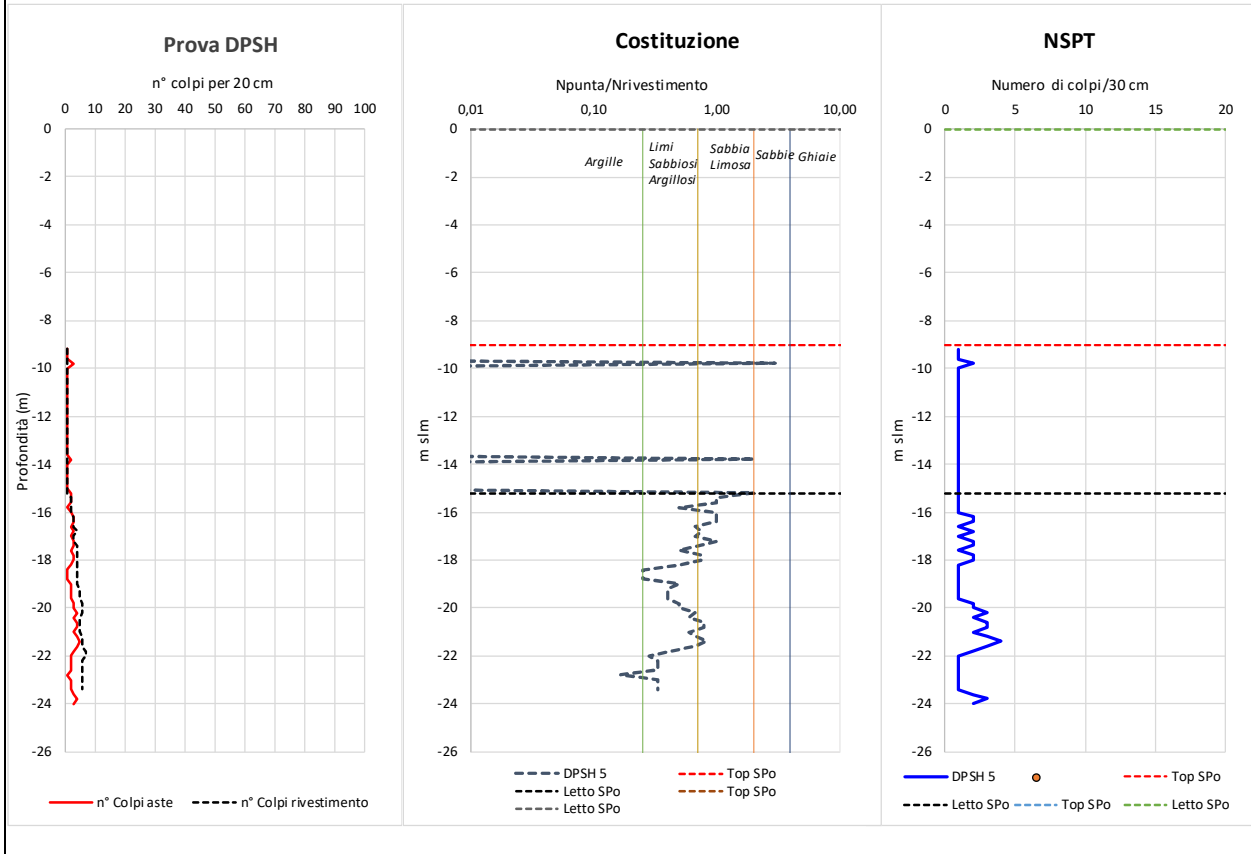 Prova DPSH
n° colpi per 20 cm
0 10 20 30 40 50 60 70 80 90 100
0
-2
-4
-6
-8
-10
-12
-14
-16
-18
-20
-22
-24
-26
Profondità (m)
n° Colpi aste
n° Colpi rivestimento
Costituzione
Npunta/Nrivestimento
0,01 0,10 1,00 10,00
0
-2
-4
-6
-8
-10
-12
-14
-16
-18
-20
-22
-24
-26
m slm
Argille
Limi
Sabbiosi
Argillosi
Sabbia
Limosa
Sabbie
Ghiaie
DPSH 5
Top SPo
Letto SPo
Top SPo
Letto SPo
NSPT
Numero di colpi/30 cm
0 5 10 15 20
0
-2
-4
-6
-8
-10
-12
-14
-16
-18
-20
-22
-24
-26
m slm
DPSH 5
Top SPo
Letto SPo
Top SPo
Letto SPo